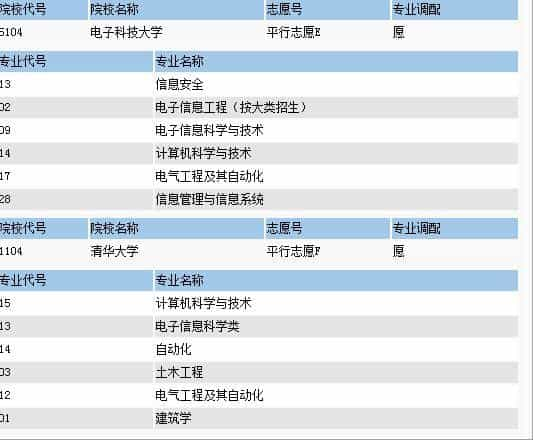 院校代号 院校名称 志愿号 专业调配
5104 电子科技大学 平行志愿E 愿
专业代号 专业名称
13 信息安全
02 电子信息工程（按大类招生）
09 电子信息科学与技术
14 计算机科学与技术
17 电气工程及其自动化
28 信息管理与信息系统
院校代号 院校名称 志愿号 专业调配
1104 清华大学 平行志愿F 愿
专业代号 专业名称
15 计算机科学与技术
13 电子信息科学类
14 自动化
03 土木工程
12 电气工程及其自动化
01 建筑学